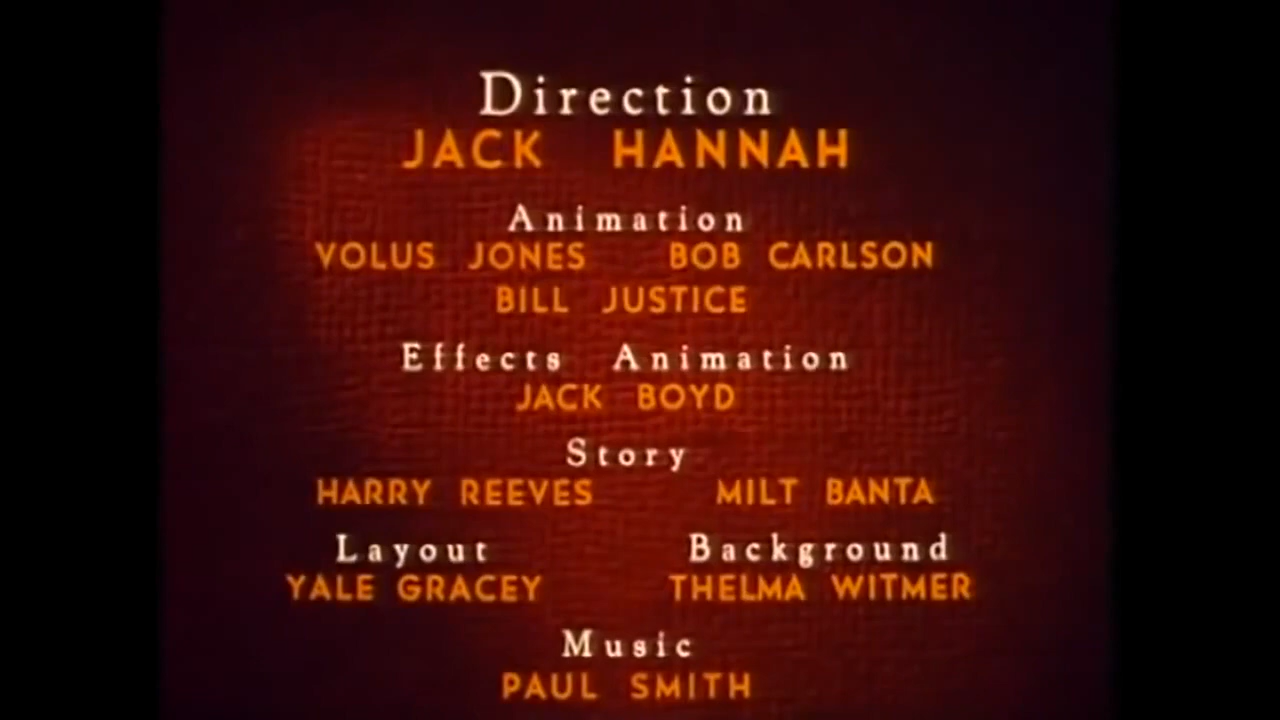 Direction
JACK HANNAH
Animation
VOLUS JONES BOB CARLSON
BILL JUSTICE
Effects Animation
JACK BOYD
Story
HARRY REEVES MILT BANTA
Layout Background
YALE GRACEY THELMA WITMER
Music
PAUL SMITH